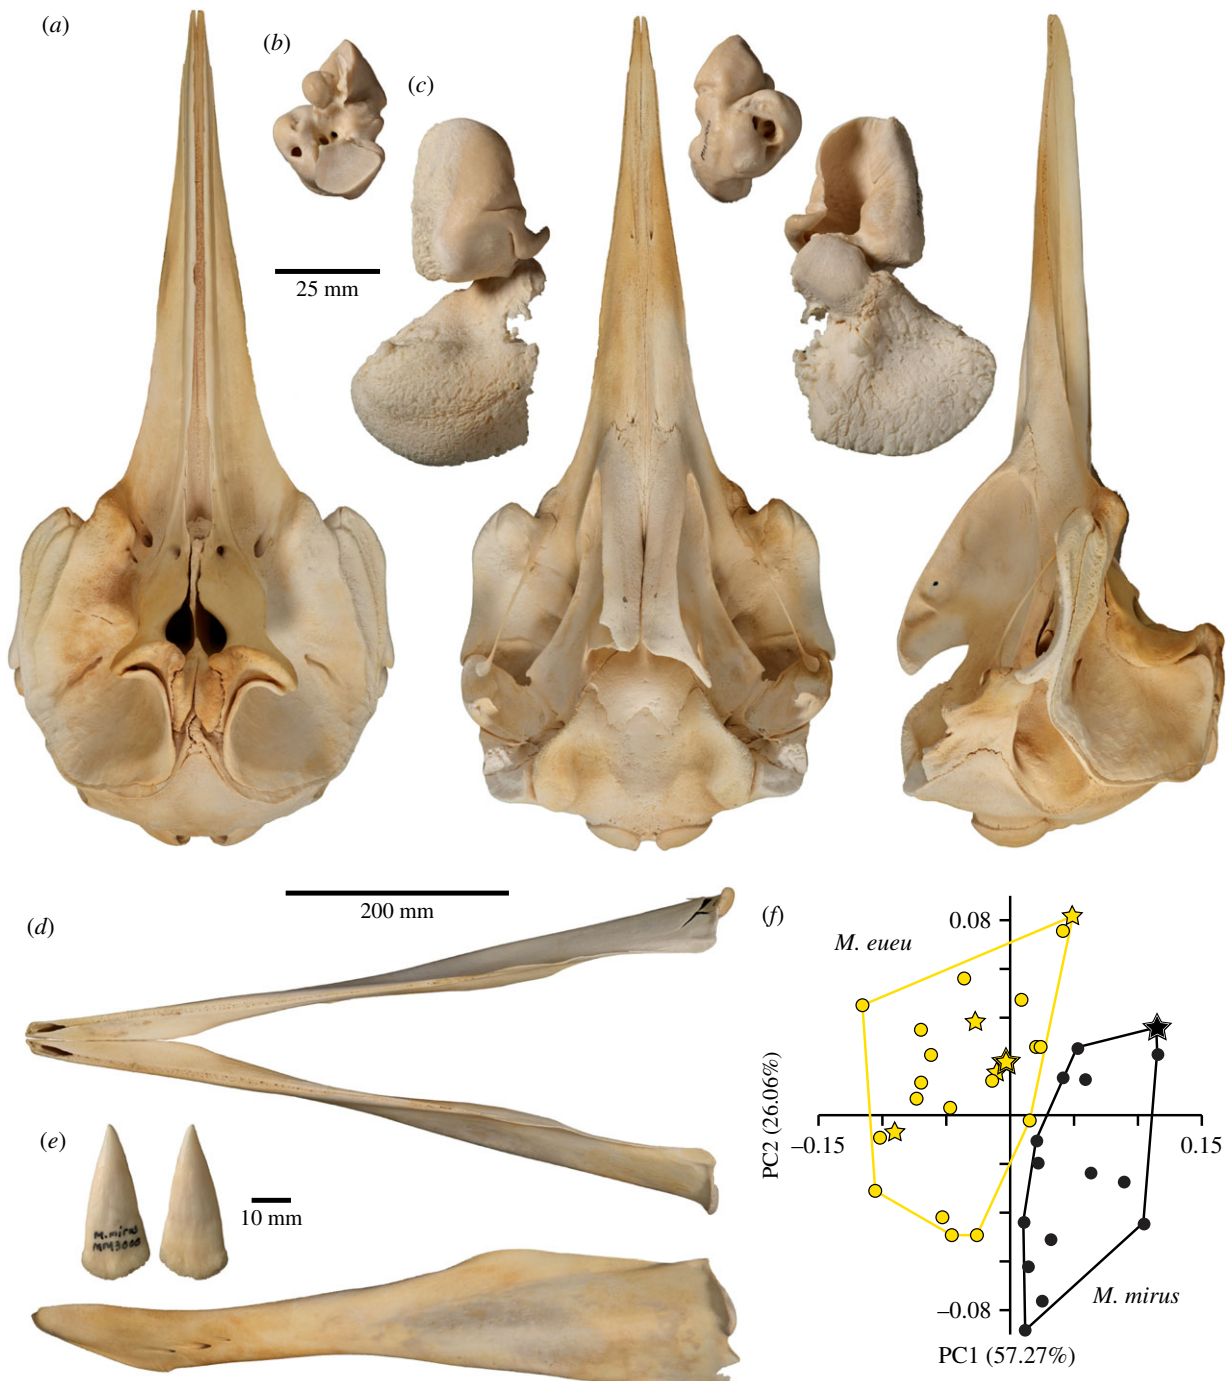 (a)
(b)
(c)
25 mm
200 mm
(d)
(e)
M.mirus
MM3000
10 mm
(f)
0.08
M. eueu
PC2 (26.06%)
–0.15
0.15
–0.08
M. mirus
PC1 (57.27%)